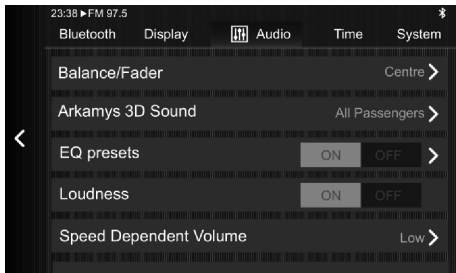 23:38 ►FM 97.5
Bluetooth Display Audio Time System
Balance/Fader Centre
Arkamys 3D Sound All Passengers
EQ presets ON OFF
Loudness ON OFF
Speed Dependent Volume Low